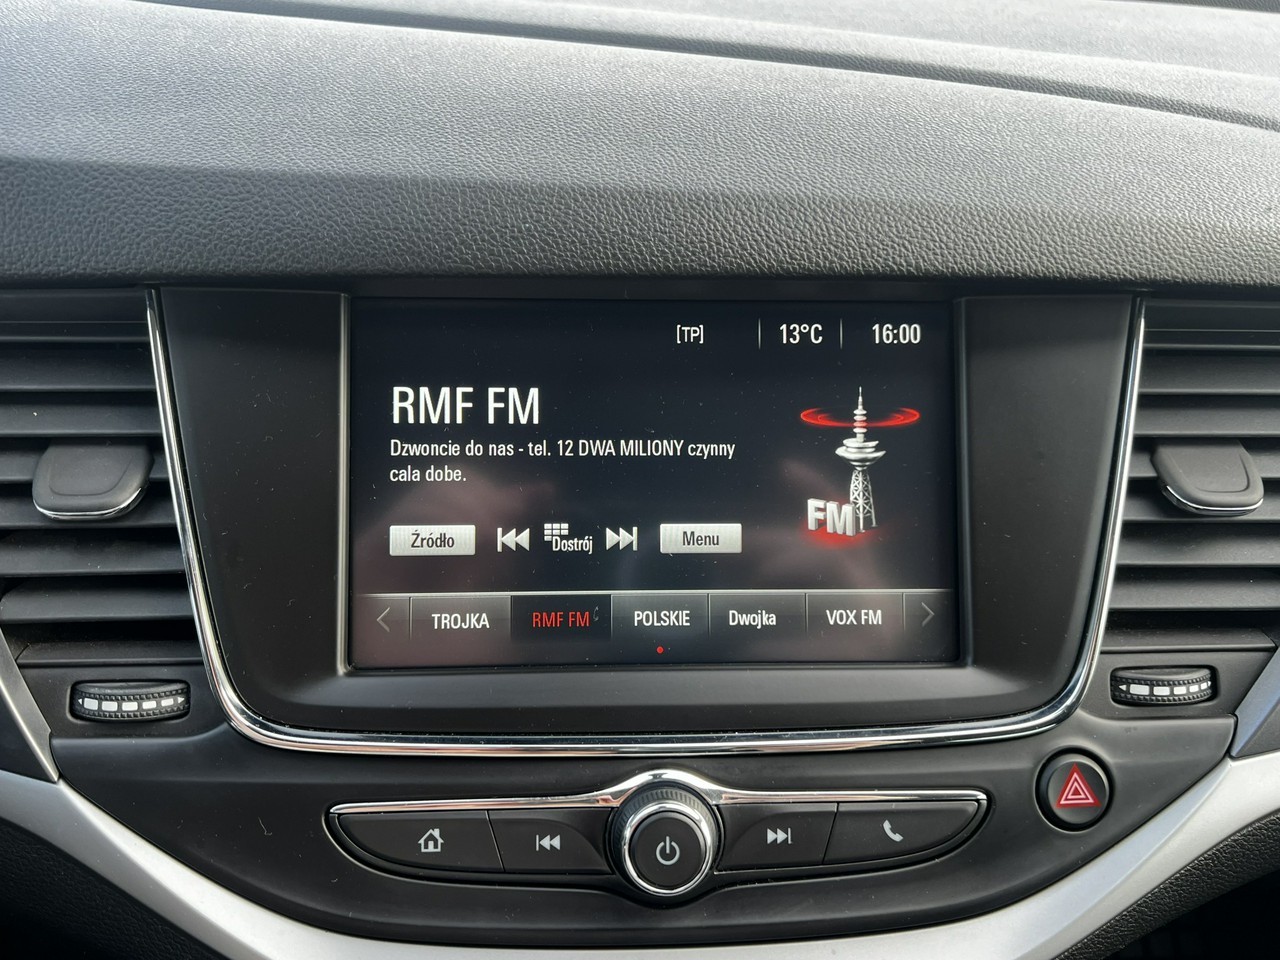 [TP] 13°C 16:00
RMF FM
Dzwoncie do nas - tel. 12 DWA MILIONY czynny
cala dobe.
FM
Źródło Dostrój Menu
TROJKA RMF FM POLSKIE Dwojka VOX FM